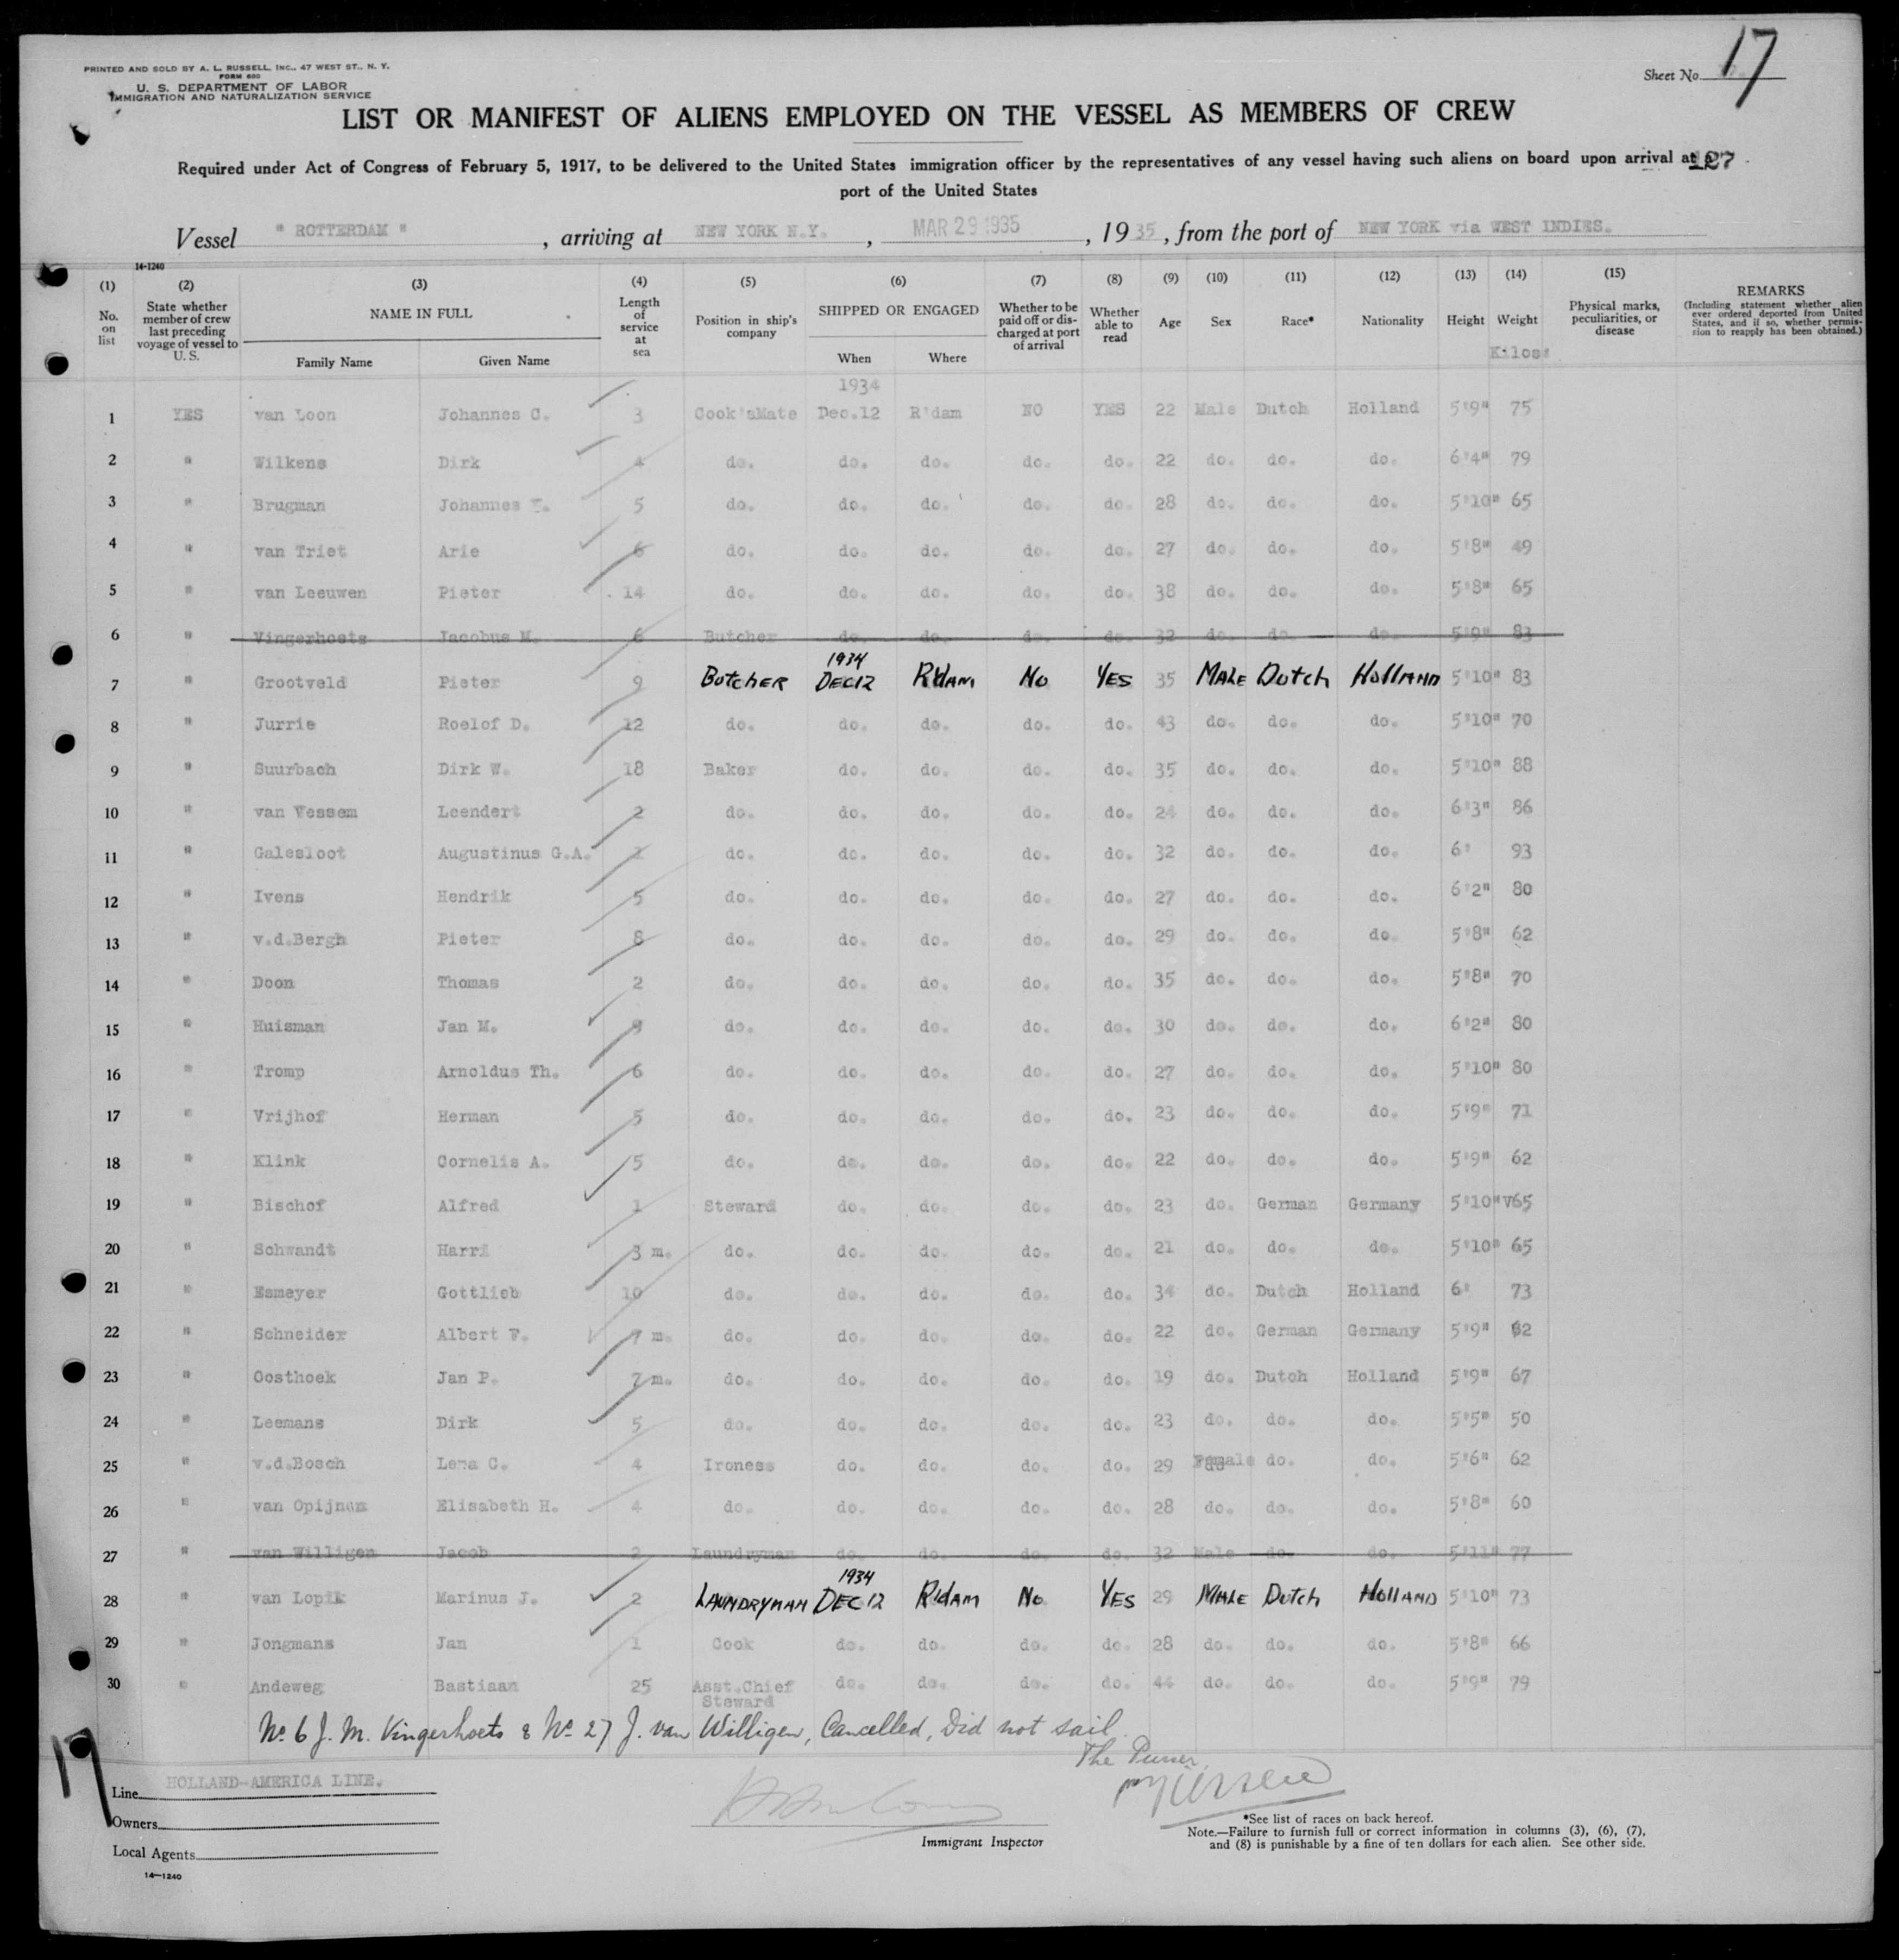 PRINTED AND SOLD BY A. L. RUSSELL, INC., 47 WEST ST., N. Y.
FORM 680
U. S. DEPARTMENT OF LABOR
IMMIGRATION AND NATURALIZATION SERVICE
Sheet No. 17
LIST OR MANIFEST OF ALIENS EMPLOYED ON THE VESSEL AS MEMBERS OF CREW
Required under Act of Congress of February 5, 1917, to be delivered to the United States immigration officer by the representatives of any vessel having such aliens on board upon arrival at a 127
port of the United States
Vessel " ROTTERDAM " , arriving at NEW YORK N.Y. , MAR 29 1935 , 1935 , from the port of NEW YORK via WEST INDIES.
14-1240
(1) No. on list
(2) State whether member of crew last preceding voyage of vessel to U. S.
(3) NAME IN FULL Family Name Given Name
(4) Length of service at sea
(5) Position in ship's company
(6) SHIPPED OR ENGAGED When Where
(7) Whether to be paid off or discharged at port of arrival
(8) Whether able to read
(9) Age
(10) Sex
(11) Race*
(12) Nationality
(13) Height
(14) Weight Kilos:
(15) Physical marks, peculiarities, or disease
REMARKS (Including statement whether alien ever ordered deported from United States, and if so, whether permission to reapply has been obtained.)
1934
1 YES van Loon Johannes C. 3 Cook'sMate Dec.12 R'dam NO YES 22 Male Dutch Holland 5'9" 75
2 " Wilkens Dirk 4 do. do. do. do. do. 22 do. do. do. 6'4" 79
3 " Brugman Johannes 5 do. do. do. do. do. 28 do. do. do. 5'10" 65
4 " van Triet Arie 6 do. do. do. do. do. 27 do. do. do. 5'8" 49
5 " van Leeuwen Pieter 14 do. do. do. do. do. 38 do. do. do. 5'8" 65
6 " Vingerhoets Jacobus M. 6 Butcher do. do. do. do. 32 do. do. do. 5'9" 83
1934
7 " Grootveld Pieter 9 BUTCHER DEC12 R'DAM No YES 35 MALE Dutch HollAND 5'10" 83
8 " Jurrie Roelof D. 12 do. do. do. do. do. 43 do. do. do. 5'10" 70
9 " Suurbach Dirk W. 18 Baker do. do. do. do. 35 do. do. do. 5'10" 88
10 " van Wessem Leendert 2 do. do. do. do. do. 24 do. do. do. 6'3" 86
11 " Galesloot Augustinus G.A. 1 do. do. do. do. do. 32 do. do. do. 6' 93
12 " Ivens Hendrik 5 do. do. do. do. do. 27 do. do. do. 6'2" 80
13 " v.d.Bergh Pieter 8 do. do. do. do. do. 29 do. do. do. 5'8" 62
14 " Doon Thomas 2 do. do. do. do. do. 35 do. do. do. 5'8" 70
15 " Huisman Jan M. 9 do. do. do. do. do. 30 do. do. do. 6'2" 80
16 " Tromp Arnoldus Th. 6 do. do. do. do. do. 27 do. do. do. 5'10" 80
17 " Vrijhof Herman 5 do. do. do. do. do. 23 do. do. do. 5'9" 71
18 " Klink Cornelis A. 5 do. do. do. do. do. 22 do. do. do. 5'9" 62
19 " Bischof Alfred 1 Steward do. do. do. do. 23 do. German Germany 5'10" V65
20 " Schwandt Harri 3 m. do. do. do. do. do. 21 do. do. do. 5'10" 65
21 " Esmeyer Gottlieb 10 do. do. do. do. do. 34 do. Dutch Holland 6' 73
22 " Schneider Albert F. 7 m. do. do. do. do. do. 22 do. German Germany 5'9" 62
23 " Oosthoek Jan P. 7 m. do. do. do. do. do. 19 do. Dutch Holland 5'9" 67
24 " Leemans Dirk 5 do. do. do. do. do. 23 do. do. do. 5'5" 50
25 " v.d.Bosch Lena C. 4 Ironess do. do. do. do. 29 Female do. do. 5'6" 62
26 " van Opijnen Elisabeth H. 4 do. do. do. do. do. 28 do. do. do. 5'8" 60
27 " van Willigen Jacob 2 Laundryman do. do. do. do. 32 Male do. do. 5'11" 77
1934
28 " van Lopik Marinus J. 2 LAUNDRYMAN DEC 12 R'DAM No YES 29 MALE Dutch HOLLAND 5'10" 73
29 " Jongmans Jan 1 Cook do. do. do. do. 28 do. do. do. 5'8" 66
30 " Andeweg Bastiaan 25 Asst.Chief Steward do. do. do. do. 44 do. do. do. 5'9" 79
No. 6 J. M. Vingerhoets & No. 27 J. van Willigen, Cancelled, Did not sail
The Purser,
17
Line HOLLAND-AMERICA LINE.
Owners
Local Agents
14-1240
Immigrant Inspector
*See list of races on back hereof.
Note.—Failure to furnish full or correct information in columns (3), (6), (7),
and (8) is punishable by a fine of ten dollars for each alien. See other side.